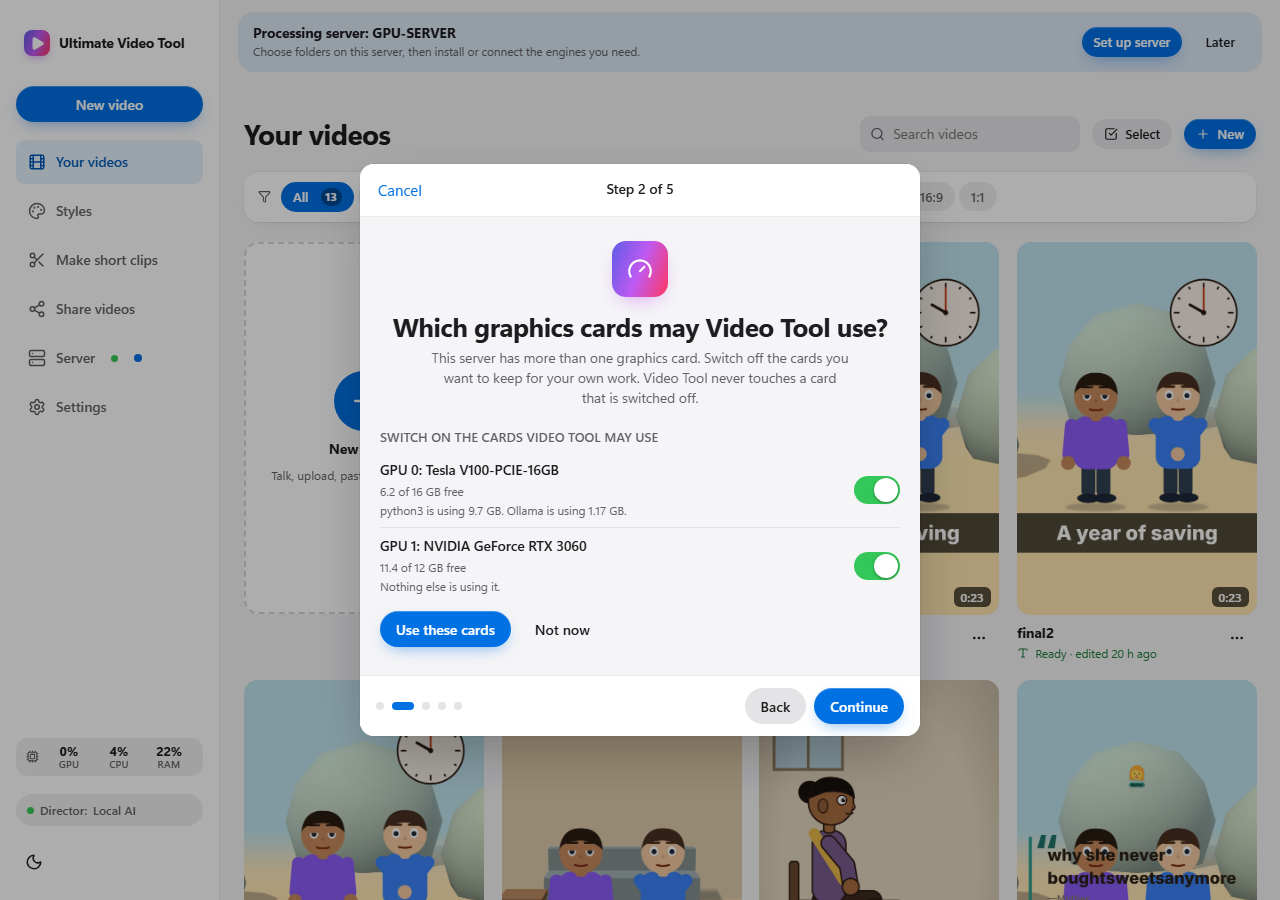 Ultimate Video Tool
New video
Your videos
Styles
Make short clips
Share videos
Server
Settings
0%
4%
22%
GPU
CPU
RAM
Director: Local AI
Processing server: GPU-SERVER
Choose folders on this server, then install or connect the engines you need.
Set up server
Later
Your videos
Search videos
Select
New
All 13
16:9
1:1
New
Talk, upload, pas
ving
0:23
A year of saving
0:23
final2
Ready · edited 20 h ago
why she never
boughtsweetsanymore
Cancel
Step 2 of 5
Which graphics cards may Video Tool use?
This server has more than one graphics card. Switch off the cards you
want to keep for your own work. Video Tool never touches a card
that is switched off.
SWITCH ON THE CARDS VIDEO TOOL MAY USE
GPU 0: Tesla V100-PCIE-16GB
6.2 of 16 GB free
python3 is using 9.7 GB. Ollama is using 1.17 GB.
GPU 1: NVIDIA GeForce RTX 3060
11.4 of 12 GB free
Nothing else is using it.
Use these cards
Not now
Back
Continue